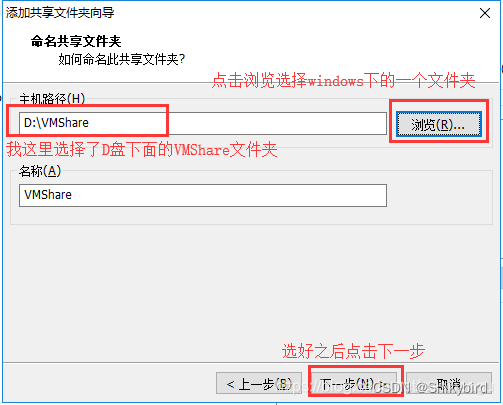 添加共享文件夹向导
命名共享文件夹
如何命名此共享文件夹?
点击浏览选择windows下的一个文件夹
主机路径(H)
D:\VMShare
浏览(R)...
我这里选择了D盘下面的VMShare文件夹
名称(A)
VMShare
选好之后点击下一步
< 上一步(B)
下一步(N) >
取消
CSDN @Shikybird_